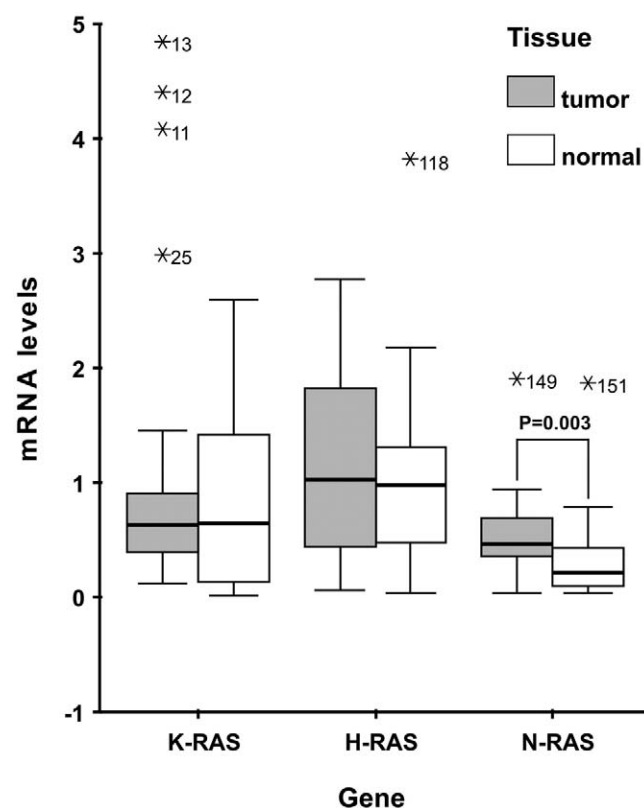 5
4
3
2
1
0
-1
mRNA levels
13
12
11
25
118
149
151
P=0.003
Tissue
tumor
normal
K-RAS
H-RAS
N-RAS
Gene